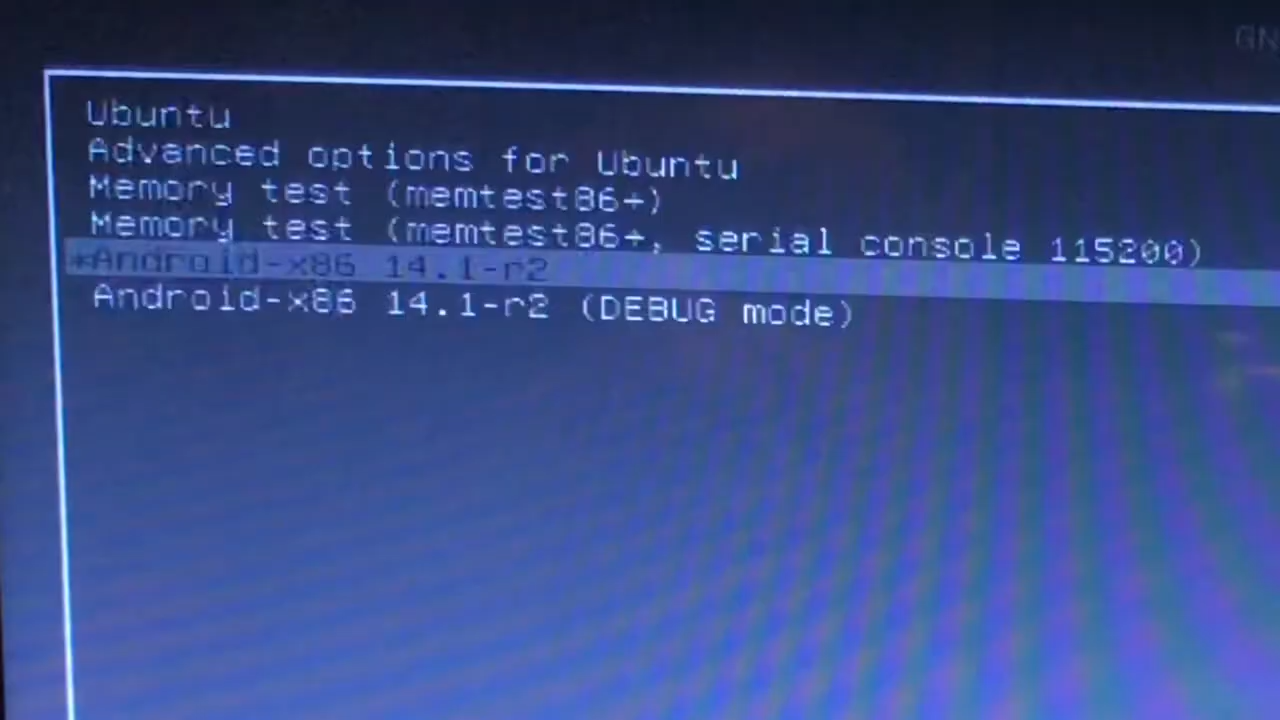 GN
Ubuntu
Advanced options for Ubuntu
Memory test (memtest86+)
Memory test (memtest86+, serial console 115200)
*Android-x86 14.1-r2
Android-x86 14.1-r2 (DEBUG mode)